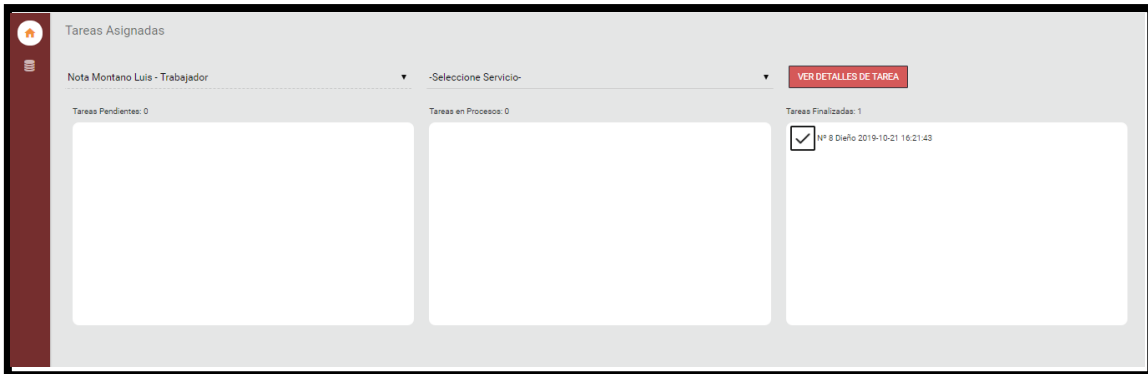 Tareas Asignadas
Nota Montano Luis - Trabajador
-Seleccione Servicio-
VER DETALLES DE TAREA
Tareas Pendientes: 0
Tareas en Procesos: 0
Tareas Finalizadas: 1
Nº 8 Dieño 2019-10-21 16:21:43